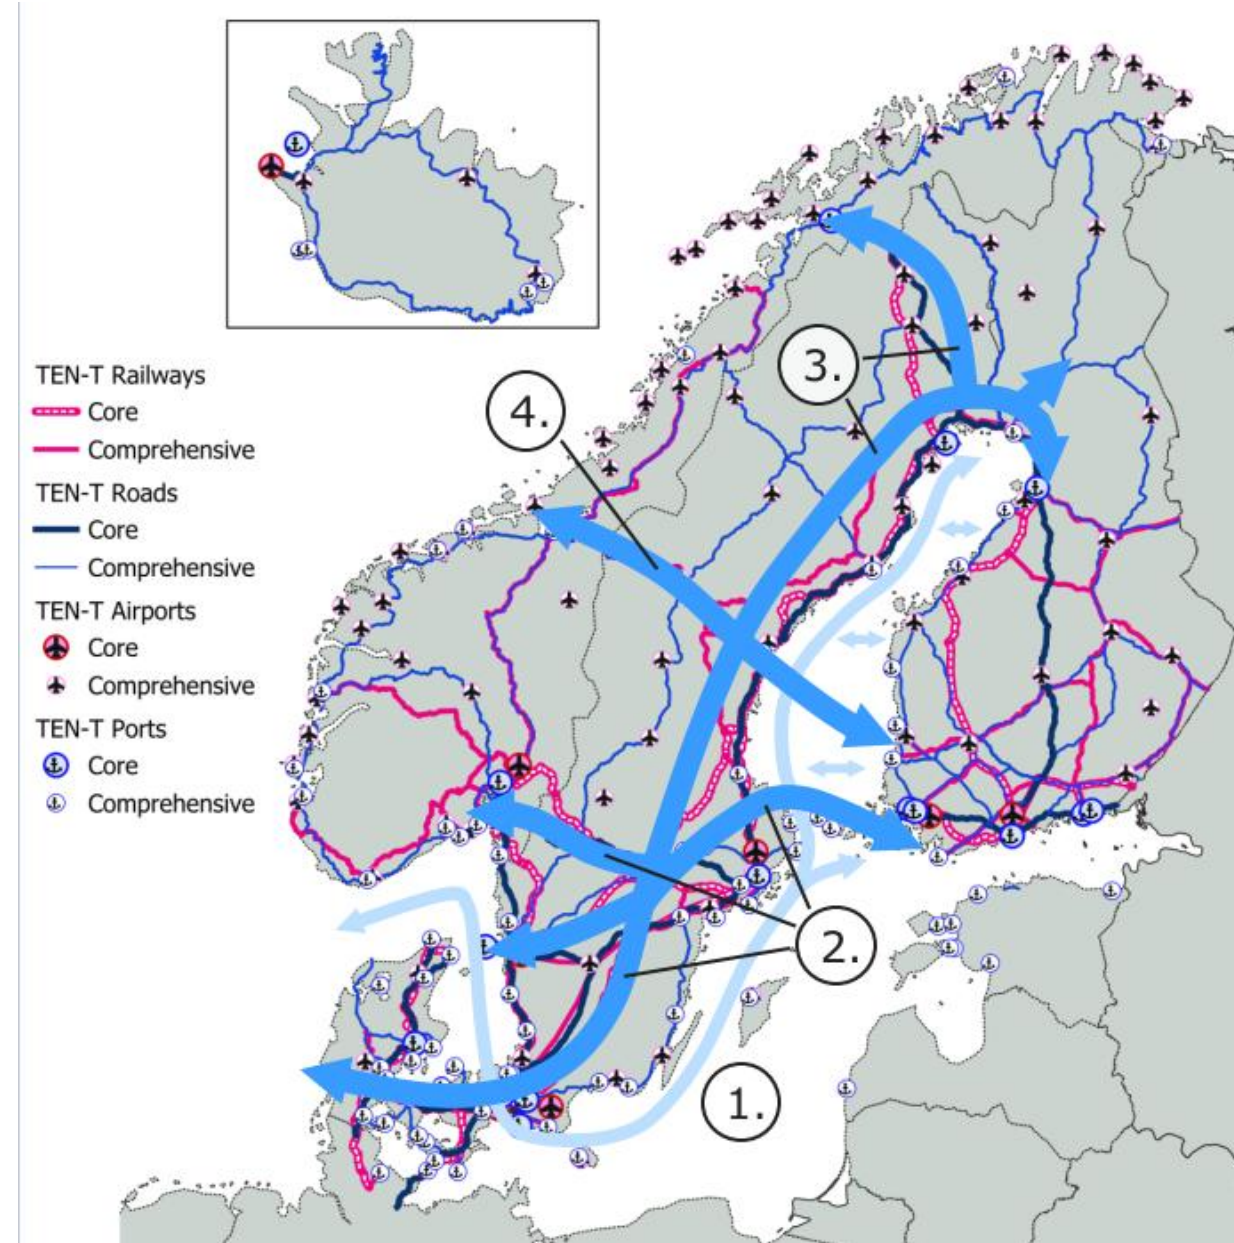 TEN-T Railways
Core
Comprehensive
TEN-T Roads
Core
Comprehensive
TEN-T Airports
Core
Comprehensive
TEN-T Ports
Core
Comprehensive
3.
4.
2.
1.